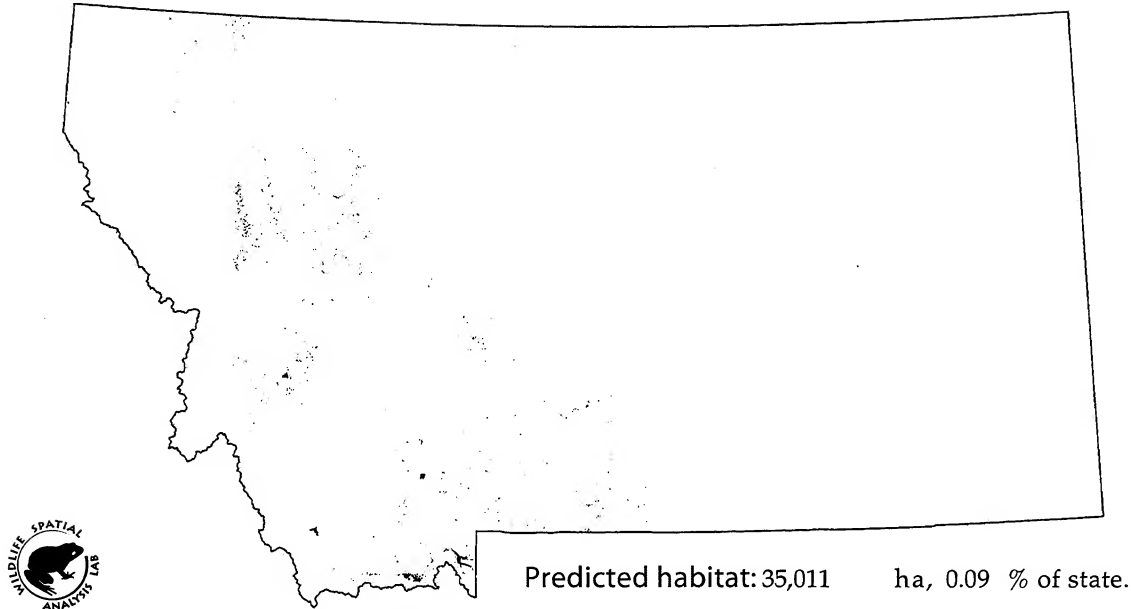 WILDLIFE SPATIAL ANALYSIS LAB
Predicted habitat: 35,011 ha, 0.09 % of state.